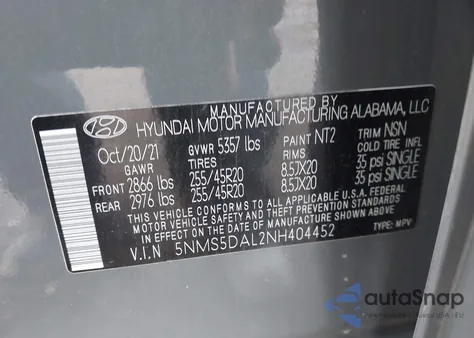 MANUFACTURED BY
HYUNDAI MOTOR MANUFACTURING ALABAMA, LLC
Oct/20/21 GVWR 5357 lbs PAINT NT2 TRIM NSN
GAWR TIRES RIMS COLD TIRE INFL
FRONT 2866 lbs 255/45R20 8.5JX20 35 psi SINGLE
REAR 2976 lbs 255/45R20 8.5JX20 35 psi SINGLE
THIS VEHICLE CONFORMS TO ALL APPLICABLE U.S.A. FEDERAL
MOTOR VEHICLE SAFETY AND THEFT PREVENTION STANDARDS
IN EFFECT ON THE DATE OF MANUFACTURE SHOWN ABOVE
V.I.N 5NMS5DAL2NH404452 TYPE: MPV
autoSnap